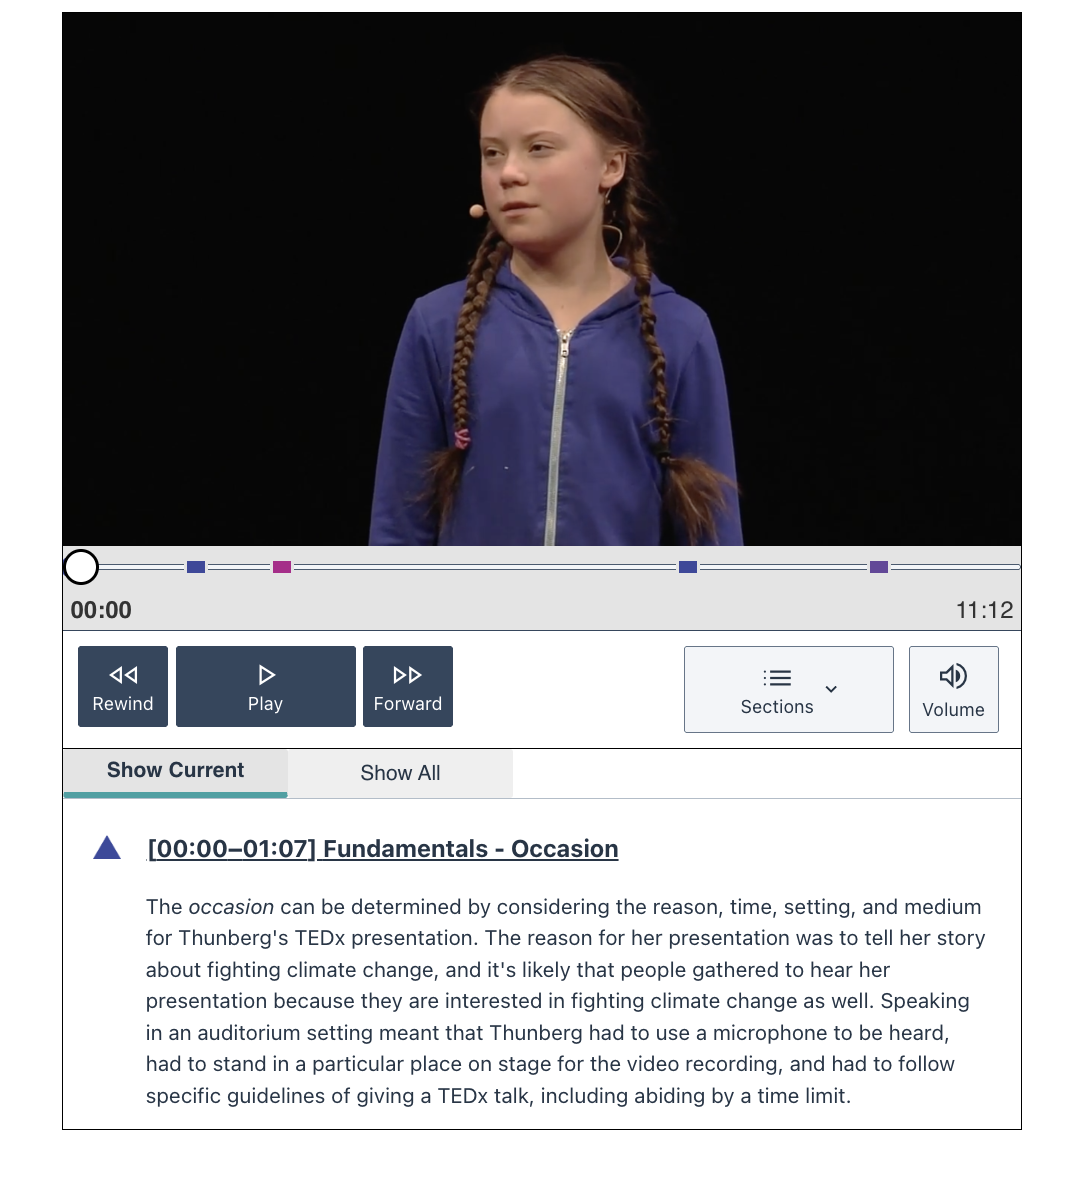 00:00 11:12
Rewind Play Forward Sections Volume
Show Current Show All
[00:00–01:07] Fundamentals - Occasion
The occasion can be determined by considering the reason, time, setting, and medium
for Thunberg's TEDx presentation. The reason for her presentation was to tell her story
about fighting climate change, and it's likely that people gathered to hear her
presentation because they are interested in fighting climate change as well. Speaking
in an auditorium setting meant that Thunberg had to use a microphone to be heard,
had to stand in a particular place on stage for the video recording, and had to follow
specific guidelines of giving a TEDx talk, including abiding by a time limit.